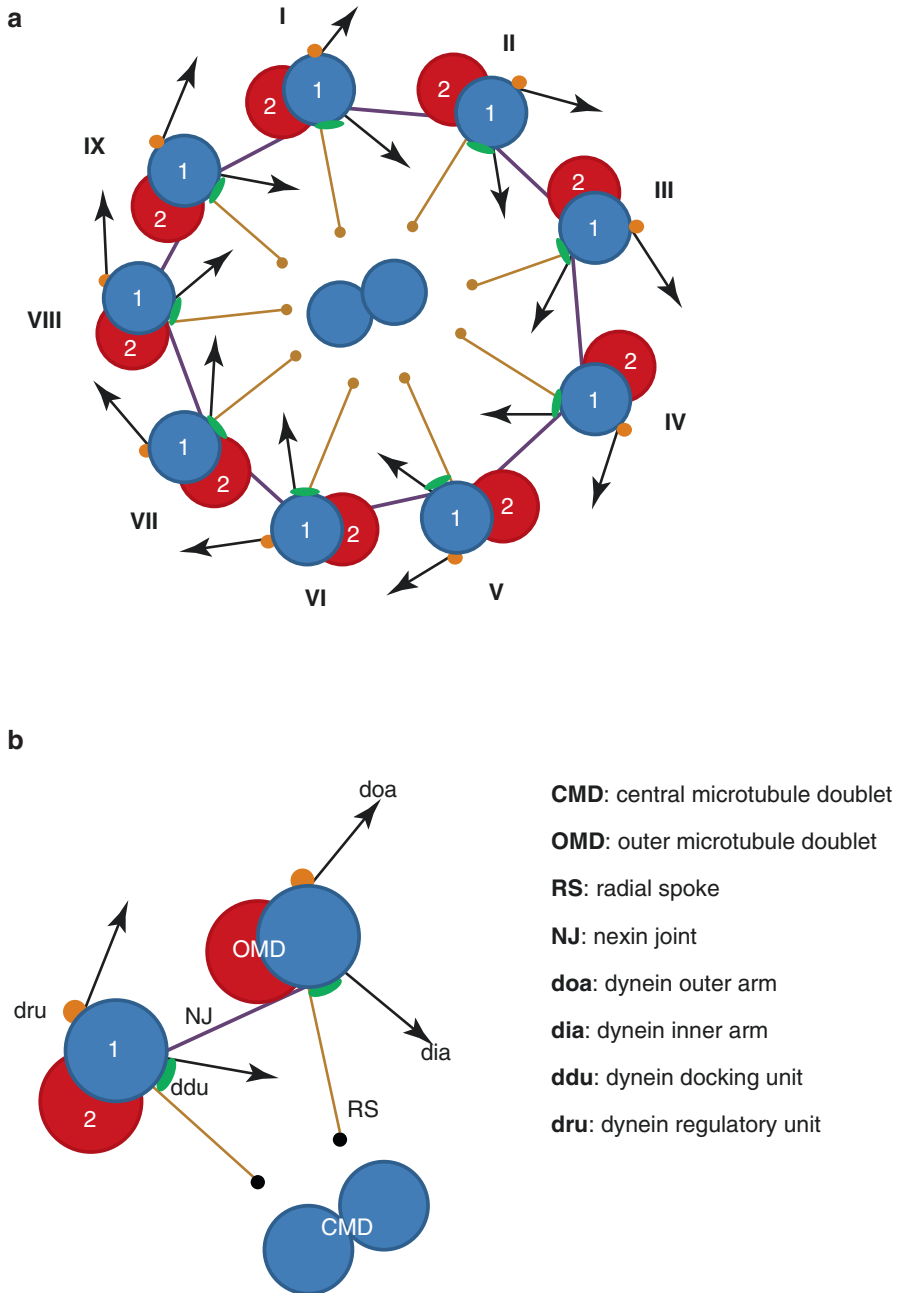 a
I
II
2
1
2
1
IX
1
2
III
2
1
VIII
1
2
IV
2
1
VII
1
2
VI
1
2
V
1
2
b
doa
OMD
dru
NJ
1
ddu
dia
2
RS
CMD
CMD: central microtubule doublet
OMD: outer microtubule doublet
RS: radial spoke
NJ: nexin joint
doa: dynein outer arm
dia: dynein inner arm
ddu: dynein docking unit
dru: dynein regulatory unit